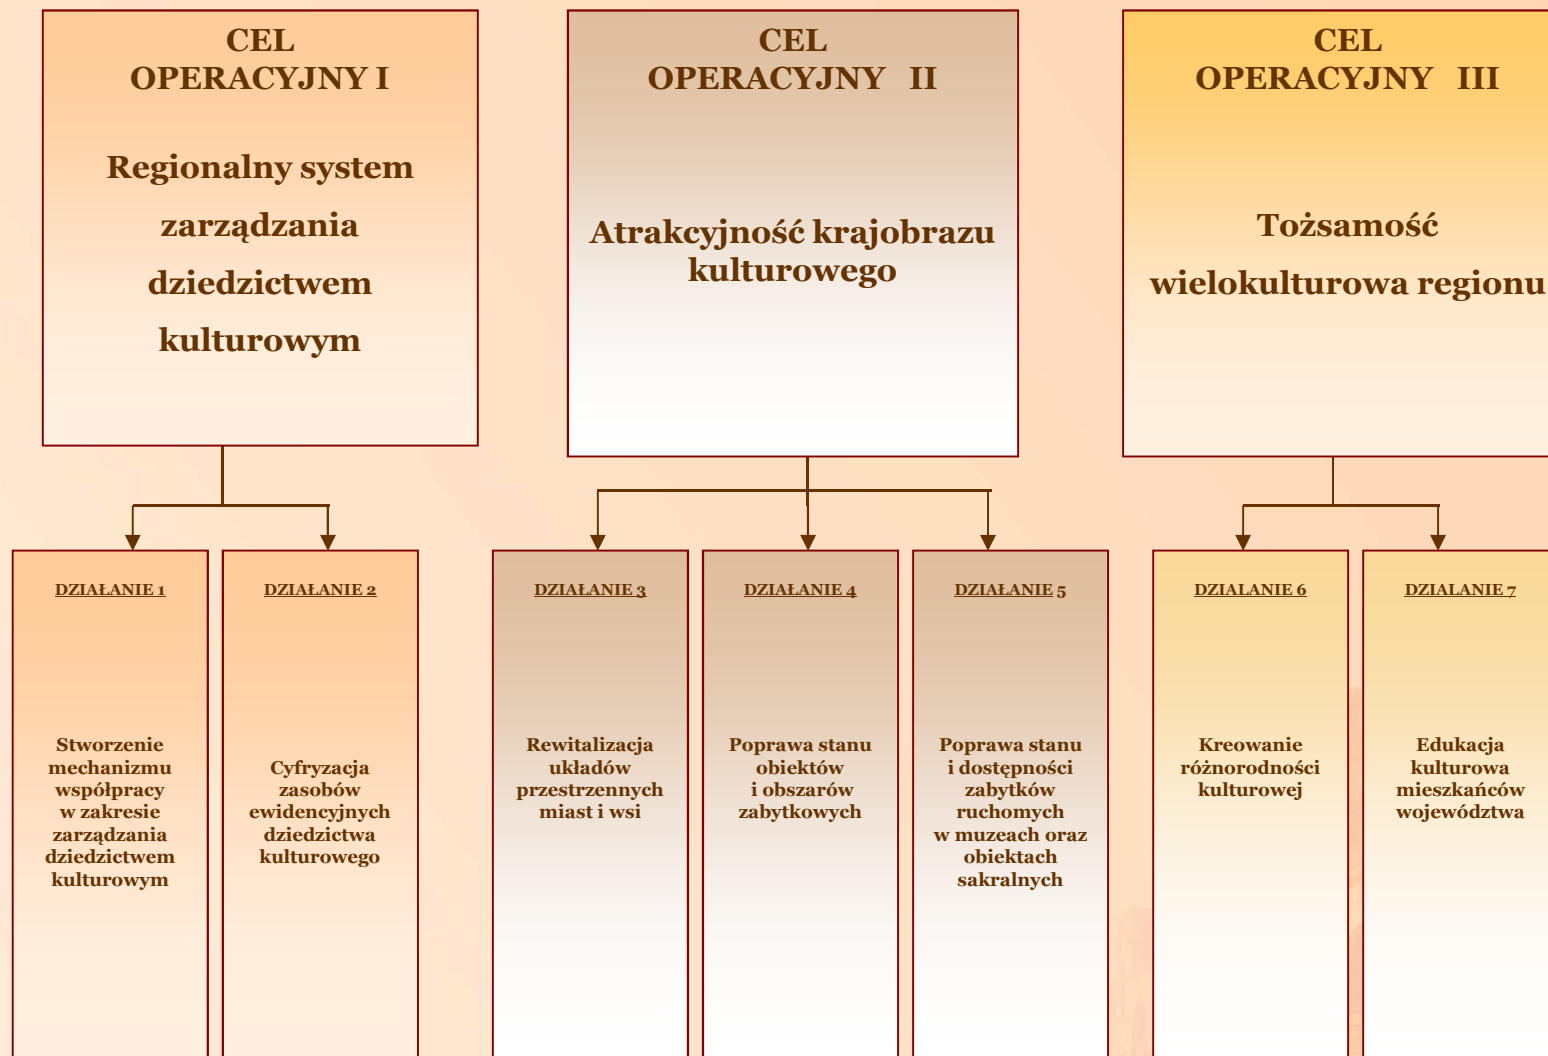 CEL
OPERACYJNY I
Regionalny system
zarządzania
dziedzictwem
kulturowym
CEL
OPERACYJNY II
Atrakcyjność krajobrazu
kulturowego
CEL
OPERACYJNY III
Tożsamość
wielokulturowa regionu
DZIAŁANIE 1
Stworzenie
mechanizmu
współpracy
w zakresie
zarządzania
dziedzictwem
kulturowym
DZIAŁANIE 2
Cyfryzacja
zasobów
ewidencyjnych
dziedzictwa
kulturowego
DZIAŁANIE 3
Rewitalizacja
układów
przestrzennych
miast i wsi
DZIAŁANIE 4
Poprawa stanu
obiektów
i obszarów
zabytkowych
DZIAŁANIE 5
Poprawa stanu
i dostępności
zabytków
ruchomych
w muzeach oraz
obiektach
sakralnych
DZIALANIE 6
Kreowanie
różnorodności
kulturowej
DZIALANIE 7
Edukacja
kulturowa
mieszkańców
województwa